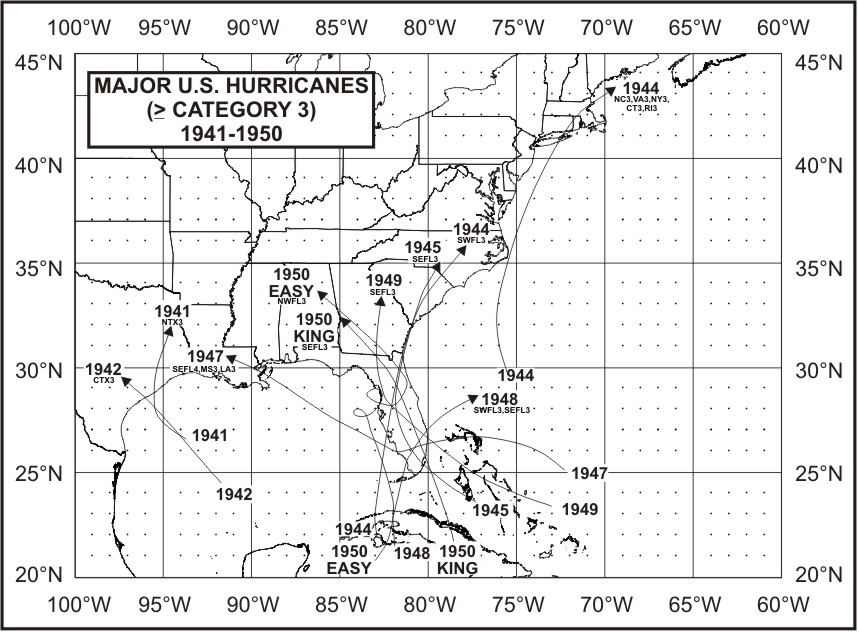 100°W 95°W 90°W 85°W 80°W 75°W 70°W 65°W 60°W
45°N 45°N
MAJOR U.S. HURRICANES
(≥ CATEGORY 3)
1941-1950
1944
NC3,VA3,NY3,
CT3,RI3
40°N 40°N
1944
SWFL3
1945
SEFL3
35°N 35°N
1950
EASY
NWFL3
1949
SEFL3
1941
NTX3
1950
KING
SEFL3
1947
SEFL4,MS3,LA3
1942
CTX3
30°N 30°N
1944
1948
SWFL3,SEFL3
1941
25°N 25°N
1947
1942
1945
1949
1944
1950
EASY
1948
1950
KING
20°N 20°N
100°W 95°W 90°W 85°W 80°W 75°W 70°W 65°W 60°W